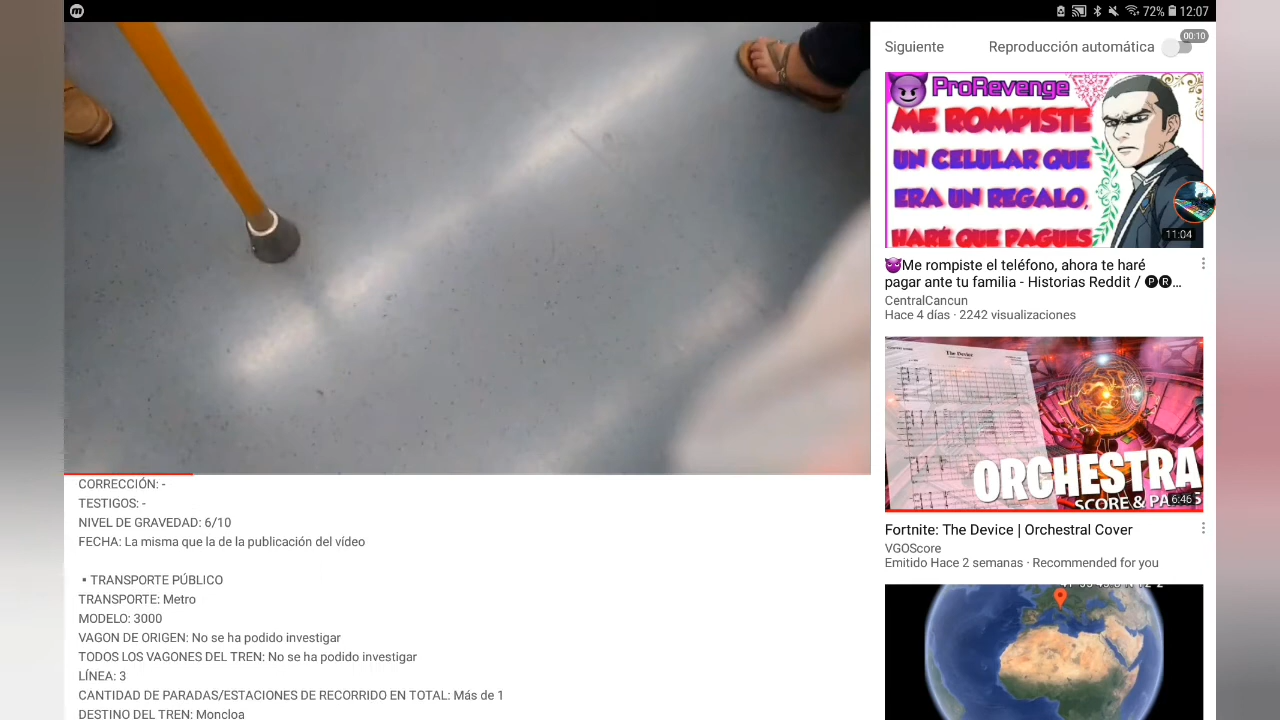 72% 12:07
00:10
Siguiente Reproducción automática
ProRevenge
ME ROMPISTE
UN CELULAR QUE
ERA UN REGALO,
HARÉ QUE PAGUES
11:04
😈Me rompiste el teléfono, ahora te haré
pagar ante tu familia - Historias Reddit / 🅟🅡…
CentralCancun
Hace 4 días · 2242 visualizaciones
The Device
ORCHESTRA
SCORE & PA
6:46
Fortnite: The Device | Orchestral Cover
VGOScore
Emitido Hace 2 semanas · Recommended for you
CORRECCIÓN: -
TESTIGOS: -
NIVEL DE GRAVEDAD: 6/10
FECHA: La misma que la de la publicación del vídeo
▪TRANSPORTE PÚBLICO
TRANSPORTE: Metro
MODELO: 3000
VAGON DE ORIGEN: No se ha podido investigar
TODOS LOS VAGONES DEL TREN: No se ha podido investigar
LÍNEA: 3
CANTIDAD DE PARADAS/ESTACIONES DE RECORRIDO EN TOTAL: Más de 1
DESTINO DEL TREN: Moncloa